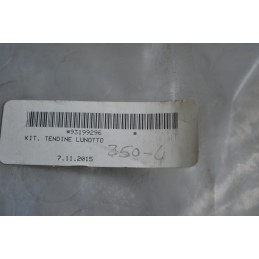 *93199296 *
KIT, TENDINE LUNOTTO
350-4
7.11.2015